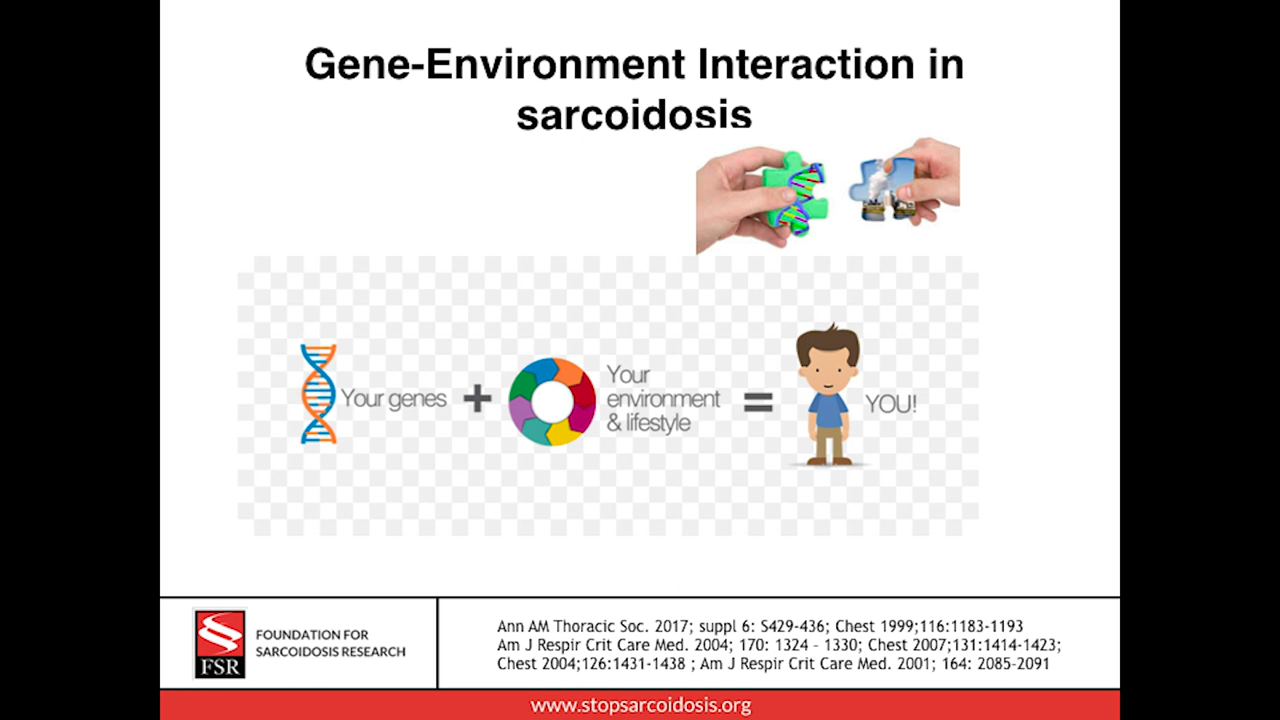 Gene-Environment Interaction in
sarcoidosis
Your genes
+
Your
environment
& lifestyle
=
YOU!
FSR
FOUNDATION FOR
SARCOIDOSIS RESEARCH
Ann AM Thoracic Soc. 2017; suppl 6: S429-436; Chest 1999;116:1183-1193
Am J Respir Crit Care Med. 2004; 170: 1324 - 1330; Chest 2007;131:1414-1423;
Chest 2004;126:1431-1438 ; Am J Respir Crit Care Med. 2001; 164: 2085-2091
www.stopsarcoidosis.org